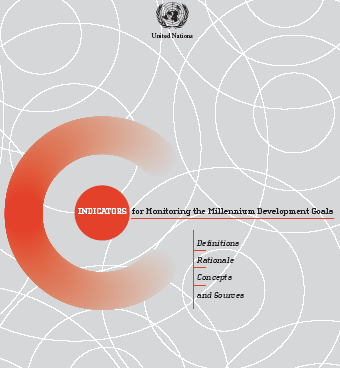 United Nations
INDICATORS for Monitoring the Millennium Development Goals
Definitions
Rationale
Concepts
and Sources